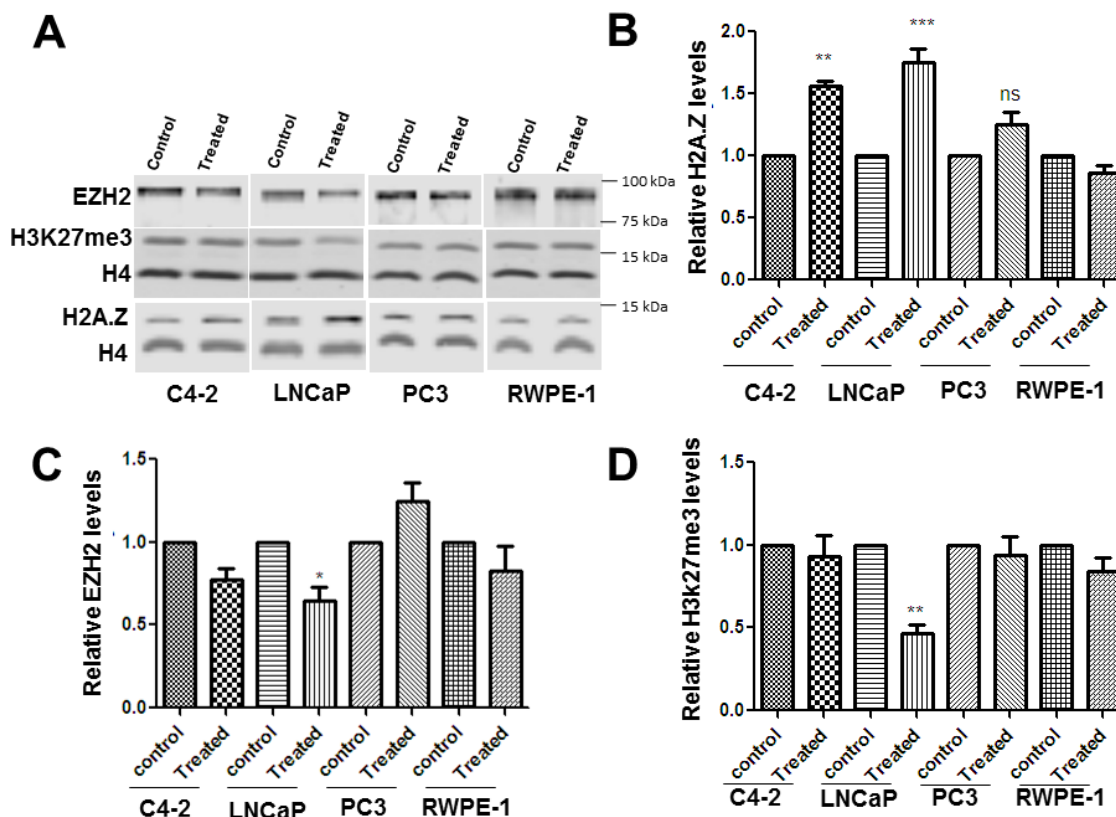 A
Control
Treated
Control
Treated
Control
Treated
Control
Treated
EZH2
100 kDa
75 kDa
H3K27me3
15 kDa
H4
H2A.Z
15 kDa
H4
C4-2
LNCaP
PC3
RWPE-1
B
Relative H2A.Z levels
2.0
1.5
1.0
0.5
0.0
**
***
ns
control
Treated
control
Treated
control
Treated
control
Treated
C4-2
LNCaP
PC3
RWPE-1
C
Relative EZH2 levels
1.5
1.0
0.5
0.0
*
control
Treated
control
Treated
control
Treated
control
Treated
C4-2
LNCaP
PC3
RWPE-1
D
Relative H3k27me3 levels
1.5
1.0
0.5
0.0
**
control
Treated
control
Treated
control
Treated
control
Treated
C4-2
LNCaP
PC3
RWPE-1